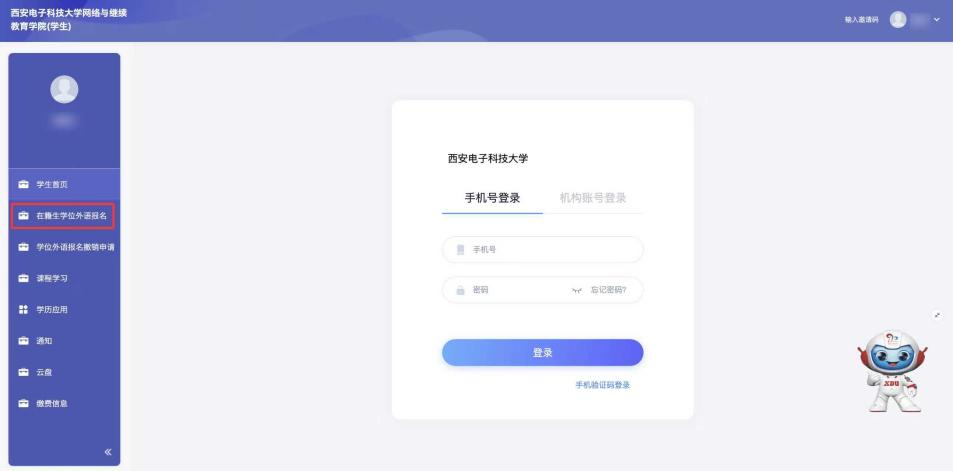 西安电子科技大学网络与继续
教育学院(学生)
输入邀请码
学生首页
在籍生学位外语报名
学位外语报名撤销申请
课程学习
学历应用
通知
云盘
缴费信息
西安电子科技大学
手机号登录
机构账号登录
手机号
密码
忘记密码?
登录
手机验证码登录
XDU